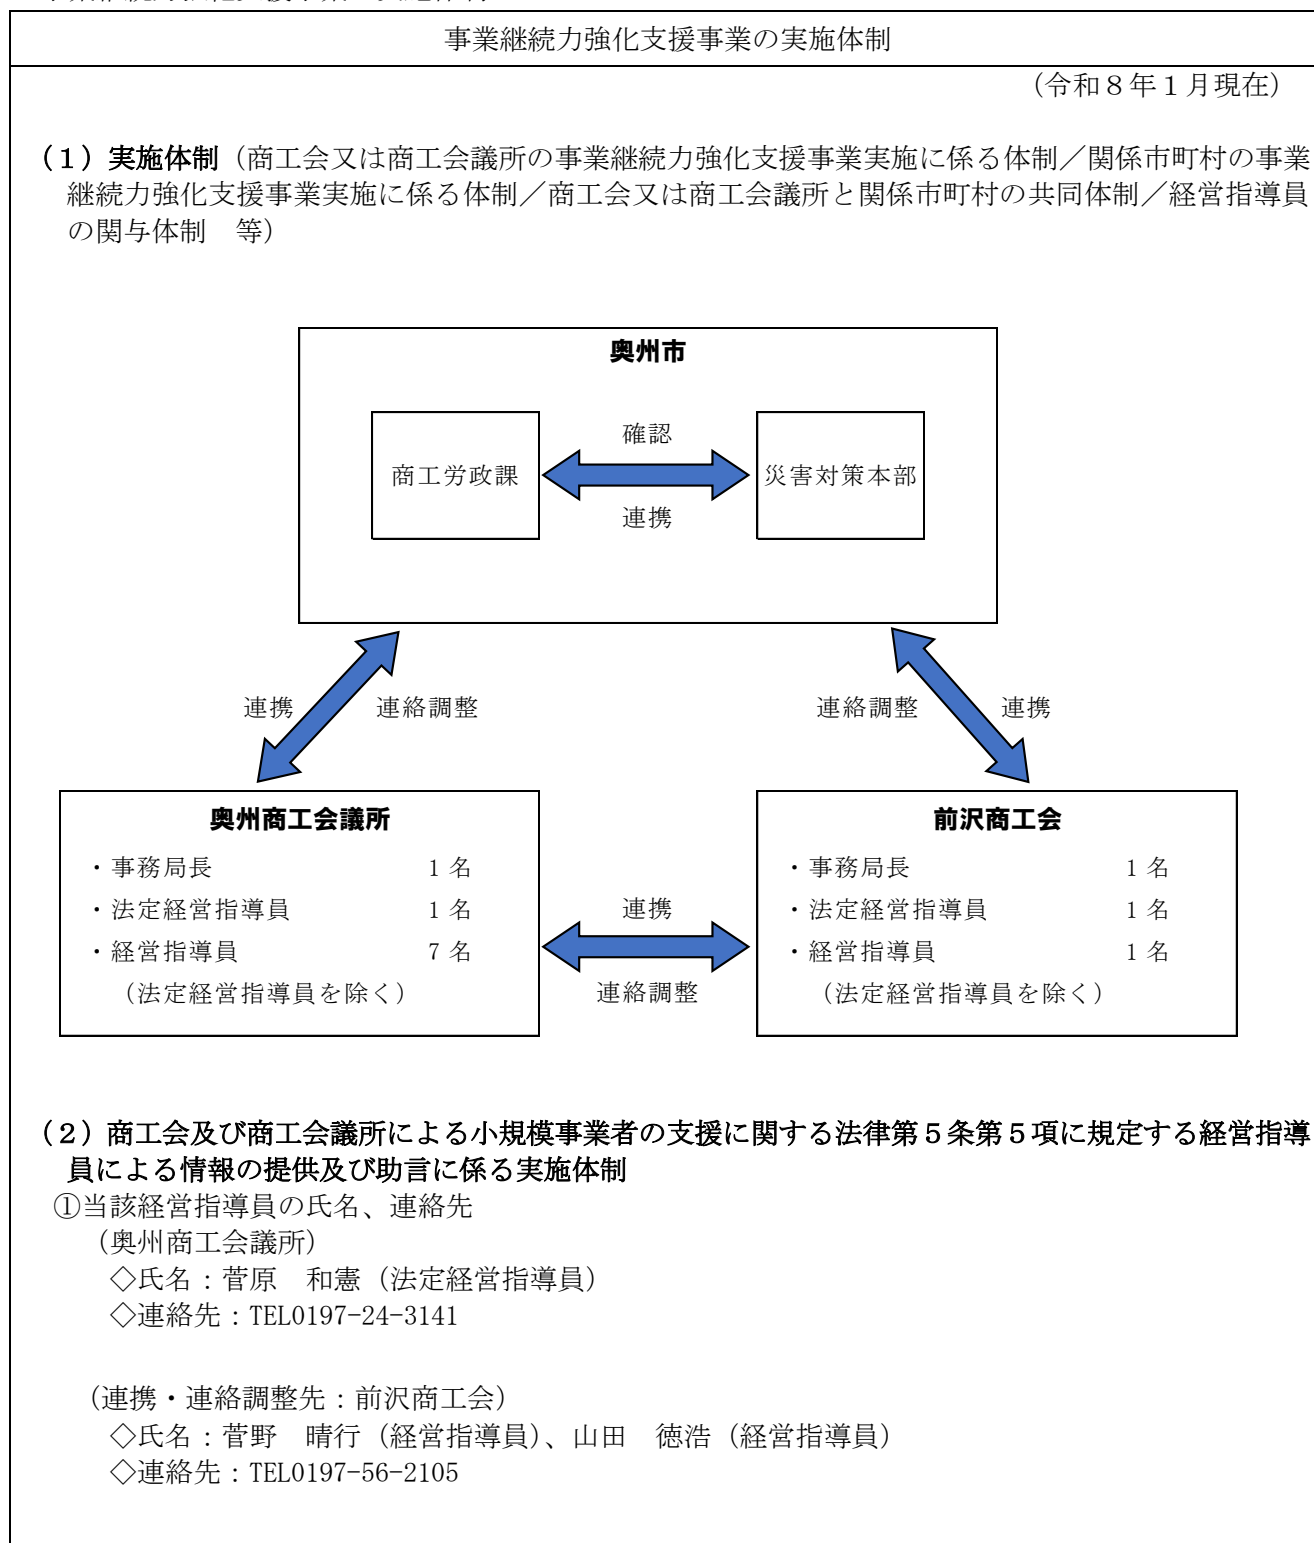 事業継続力強化支援事業の実施体制
（令和８年１月現在）
（１）実施体制（商工会又は商工会議所の事業継続力強化支援事業実施に係る体制／関係市町村の事業
継続力強化支援事業実施に係る体制／商工会又は商工会議所と関係市町村の共同体制／経営指導員
の関与体制　等）
奥州市
商工労政課
確認
連携
災害対策本部
連携
連絡調整
連絡調整
連携
奥州商工会議所
・事務局長　1 名
・法定経営指導員　1 名
・経営指導員　7 名
（法定経営指導員を除く）
連携
連絡調整
前沢商工会
・事務局長　1 名
・法定経営指導員　1 名
・経営指導員　1 名
（法定経営指導員を除く）
（２）商工会及び商工会議所による小規模事業者の支援に関する法律第５条第５項に規定する経営指導
員による情報の提供及び助言に係る実施体制
①当該経営指導員の氏名、連絡先
（奥州商工会議所）
◇氏名：菅原　和憲（法定経営指導員）
◇連絡先：TEL0197-24-3141
（連携・連絡調整先：前沢商工会）
◇氏名：菅野　晴行（経営指導員）、山田　徳浩（経営指導員）
◇連絡先：TEL0197-56-2105